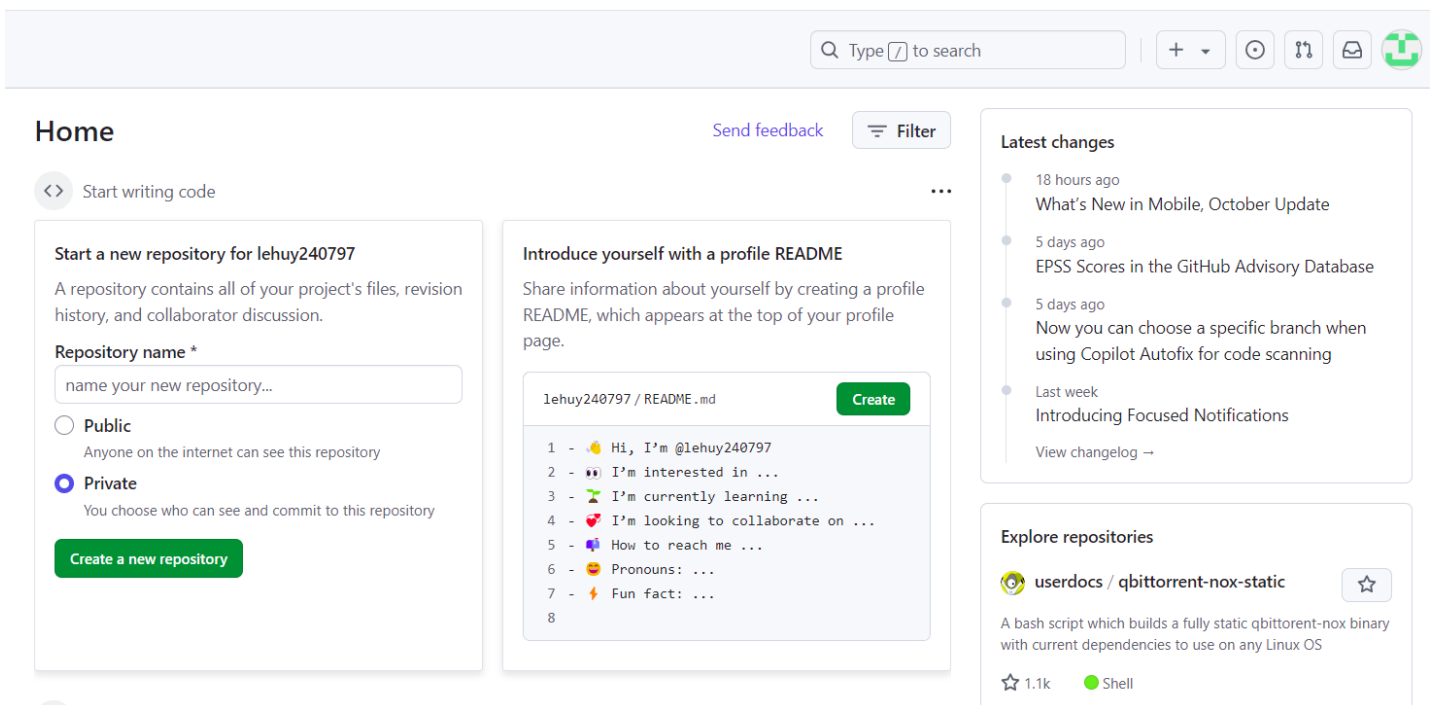 Type / to search
Home
Send feedback
Filter
Start writing code
Start a new repository for lehuy240797
A repository contains all of your project's files, revision
history, and collaborator discussion.
Repository name *
name your new repository...
Public
Anyone on the internet can see this repository
Private
You choose who can see and commit to this repository
Create a new repository
Introduce yourself with a profile README
Share information about yourself by creating a profile
README, which appears at the top of your profile
page.
lehuy240797/README.md
Create
1 - 👋 Hi, I’m @lehuy240797
2 - 👀 I’m interested in ...
3 - 🌱 I’m currently learning ...
4 - 💞️ I’m looking to collaborate on ...
5 - 📫 How to reach me ...
6 - 😄 Pronouns: ...
7 - ⚡ Fun fact: ...
8
Latest changes
18 hours ago
What’s New in Mobile, October Update
5 days ago
EPSS Scores in the GitHub Advisory Database
5 days ago
Now you can choose a specific branch when
using Copilot Autofix for code scanning
Last week
Introducing Focused Notifications
View changelog →
Explore repositories
userdocs / qbittorrent-nox-static
A bash script which builds a fully static qbittorent-nox binary
with current dependencies to use on any Linux OS
1.1k
Shell